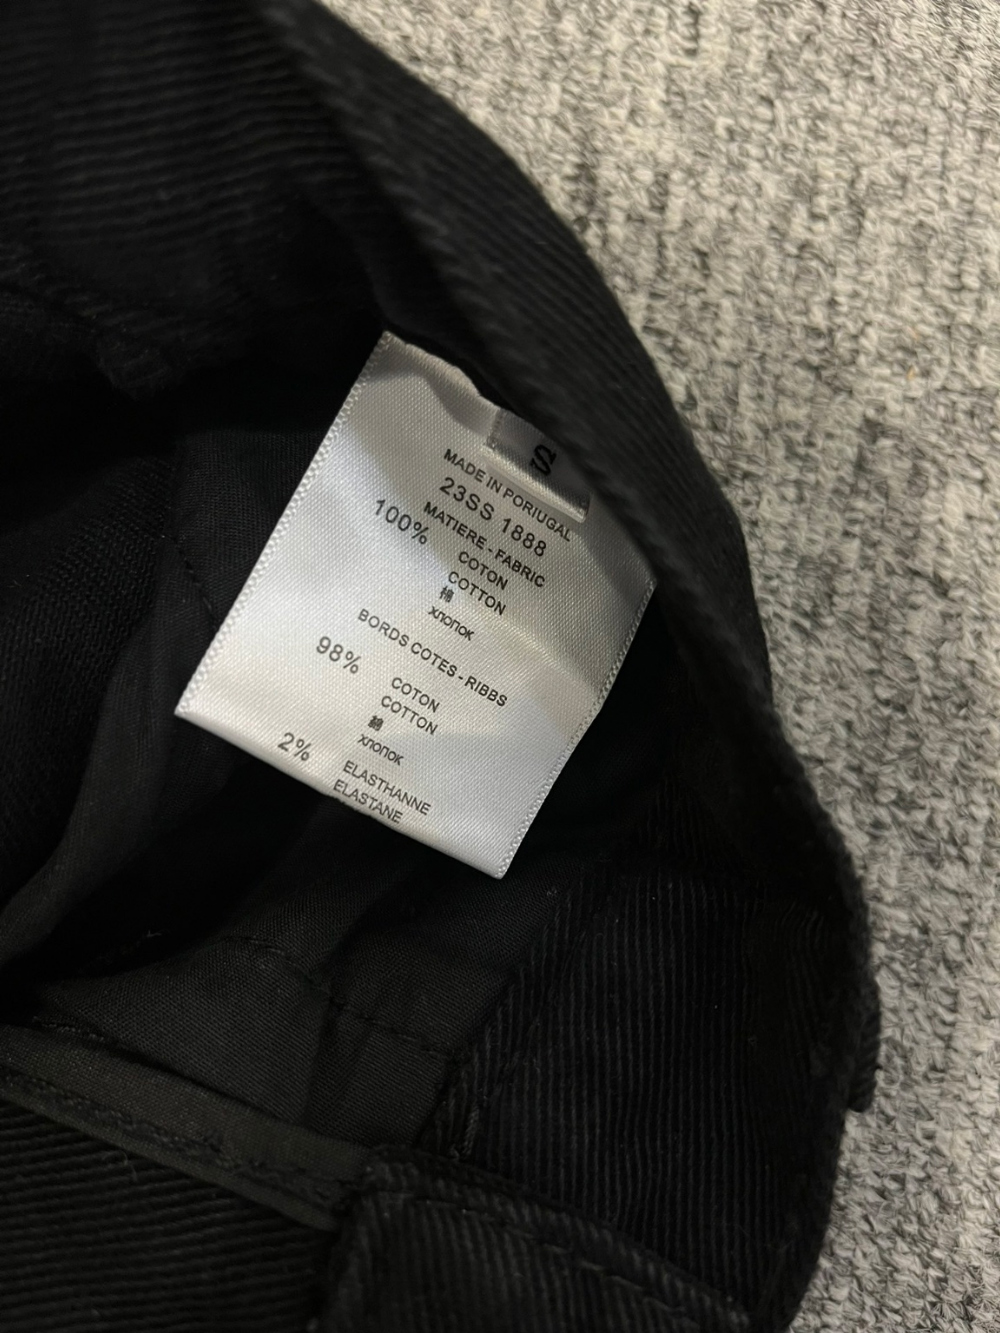 S
MADE IN PORIUGAL
23SS 1888
MATIERE - FABRIC
100% COTON
COTTON
棉
хлопок
BORDS COTES - RIBBS
98% COTON
COTTON
棉
хлопок
2% ELASTHANNE
ELASTANE